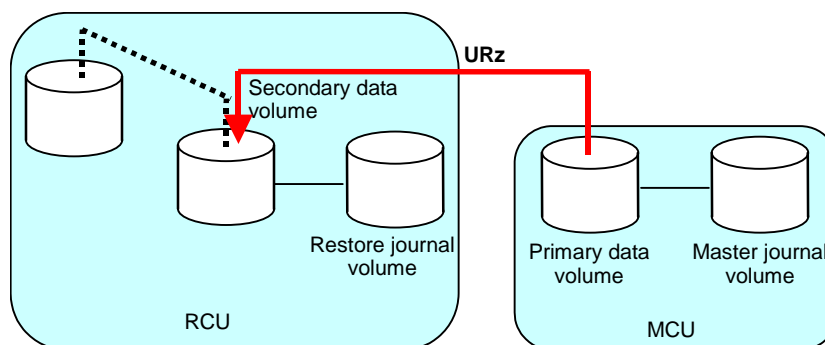 URz
Secondary data
volume
Restore journal
volume
Primary data
volume
Master journal
volume
RCU
MCU